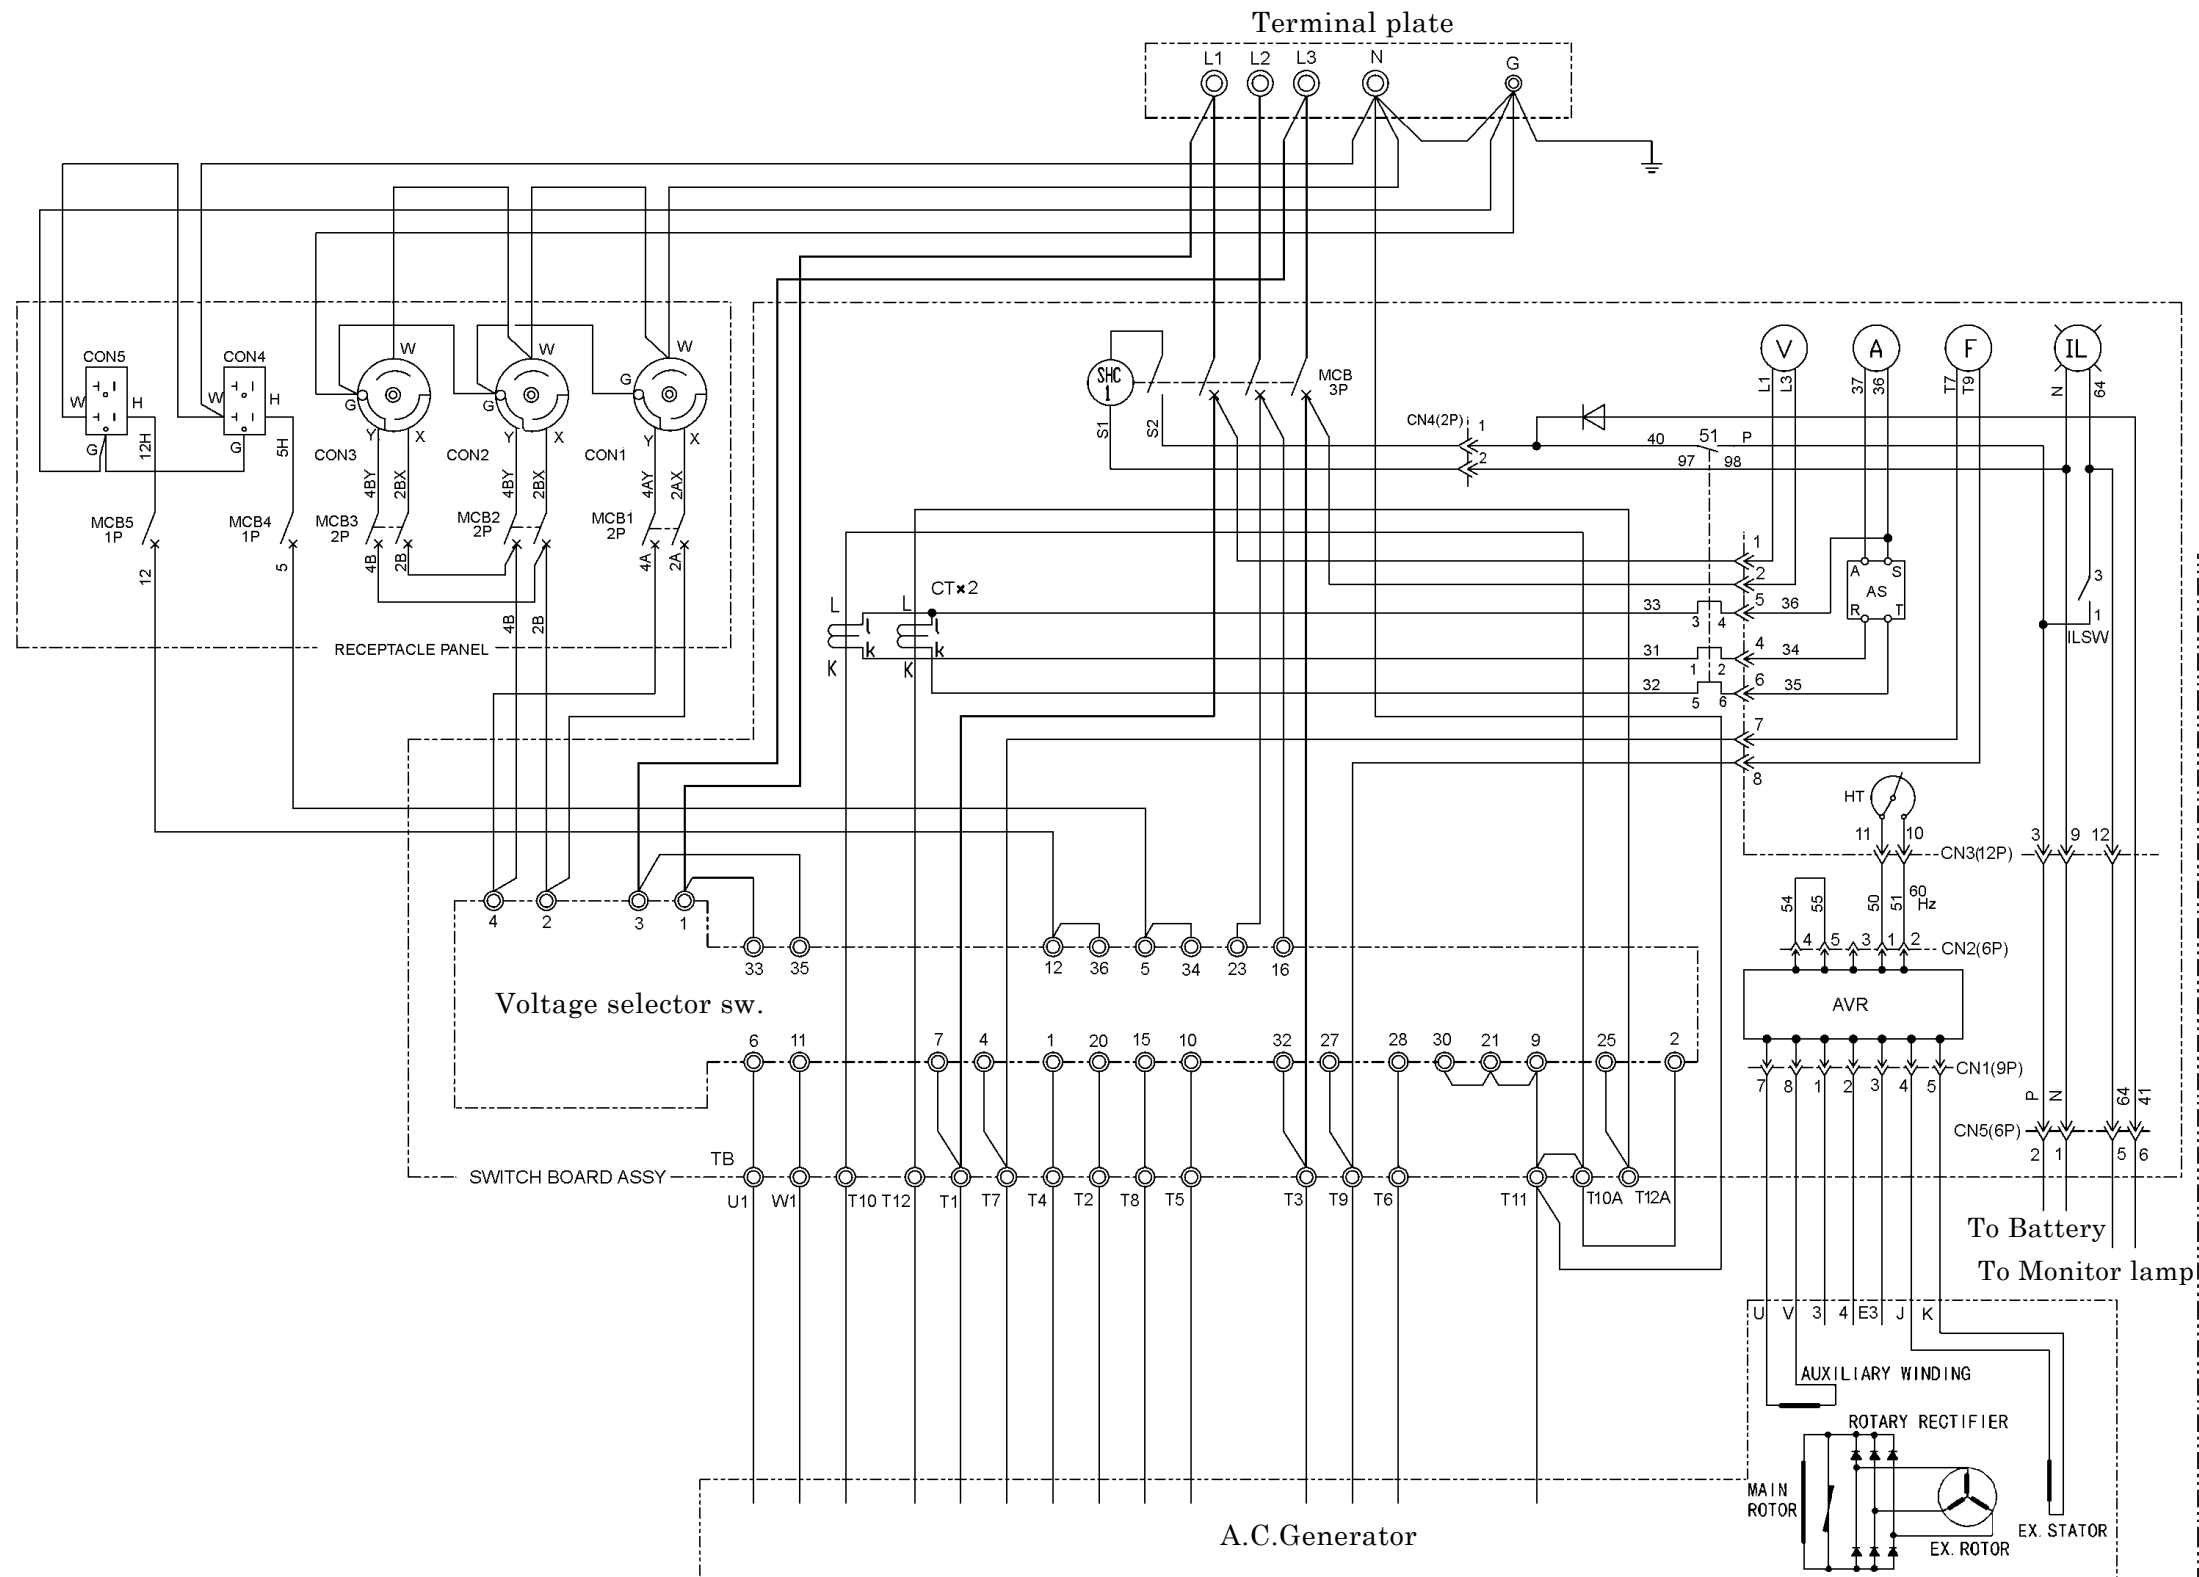 Terminal plate
L1 L2 L3 N G
CON5 CON4 W W W
W H W H G G G
G G
12H 5H Y X Y X Y X
CON3 CON2 CON1
4BY 2BX 4BY 2BX 4AY 2AX
MCB5 1P
MCB4 1P
MCB3 2P
MCB2 2P
MCB1 2P
12 5 4B 2B 4A 2A
4B 2B
RECEPTACLE PANEL
SHC 1
MCB 3P
S1 S2
V A F IL
L1 L3 37 36 T7 T9 N 64
CN4(2P) 1
2
40 51 P
97 98
1
2
CT×2
L L
l l
k k
K K
33 3 4 5 36
31 1 2 4 34
32 5 6 6 35
7
8
A S
AS
R T
3
1
ILSW
HT
11 10
CN3(12P)
3 9 12
54 55 50 51 60 Hz
4 5 3 1 2
CN2(6P)
AVR
CN1(9P)
7 8 1 2 3 4 5
P N 64 41
CN5(6P)
2 1 5 6
4 2 3 1
33 35 12 36 5 34 23 16
Voltage selector sw.
6 11 7 4 1 20 15 10 32 27 28 30 21 9 25 2
TB
SWITCH BOARD ASSY
U1 W1 T10 T12 T1 T7 T4 T2 T8 T5 T3 T9 T6 T11 T10A T12A
To Battery
To Monitor lamp
U V 3 4 E3 J K
AUXILIARY WINDING
ROTARY RECTIFIER
MAIN ROTOR
EX. STATOR
EX. ROTOR
A.C.Generator